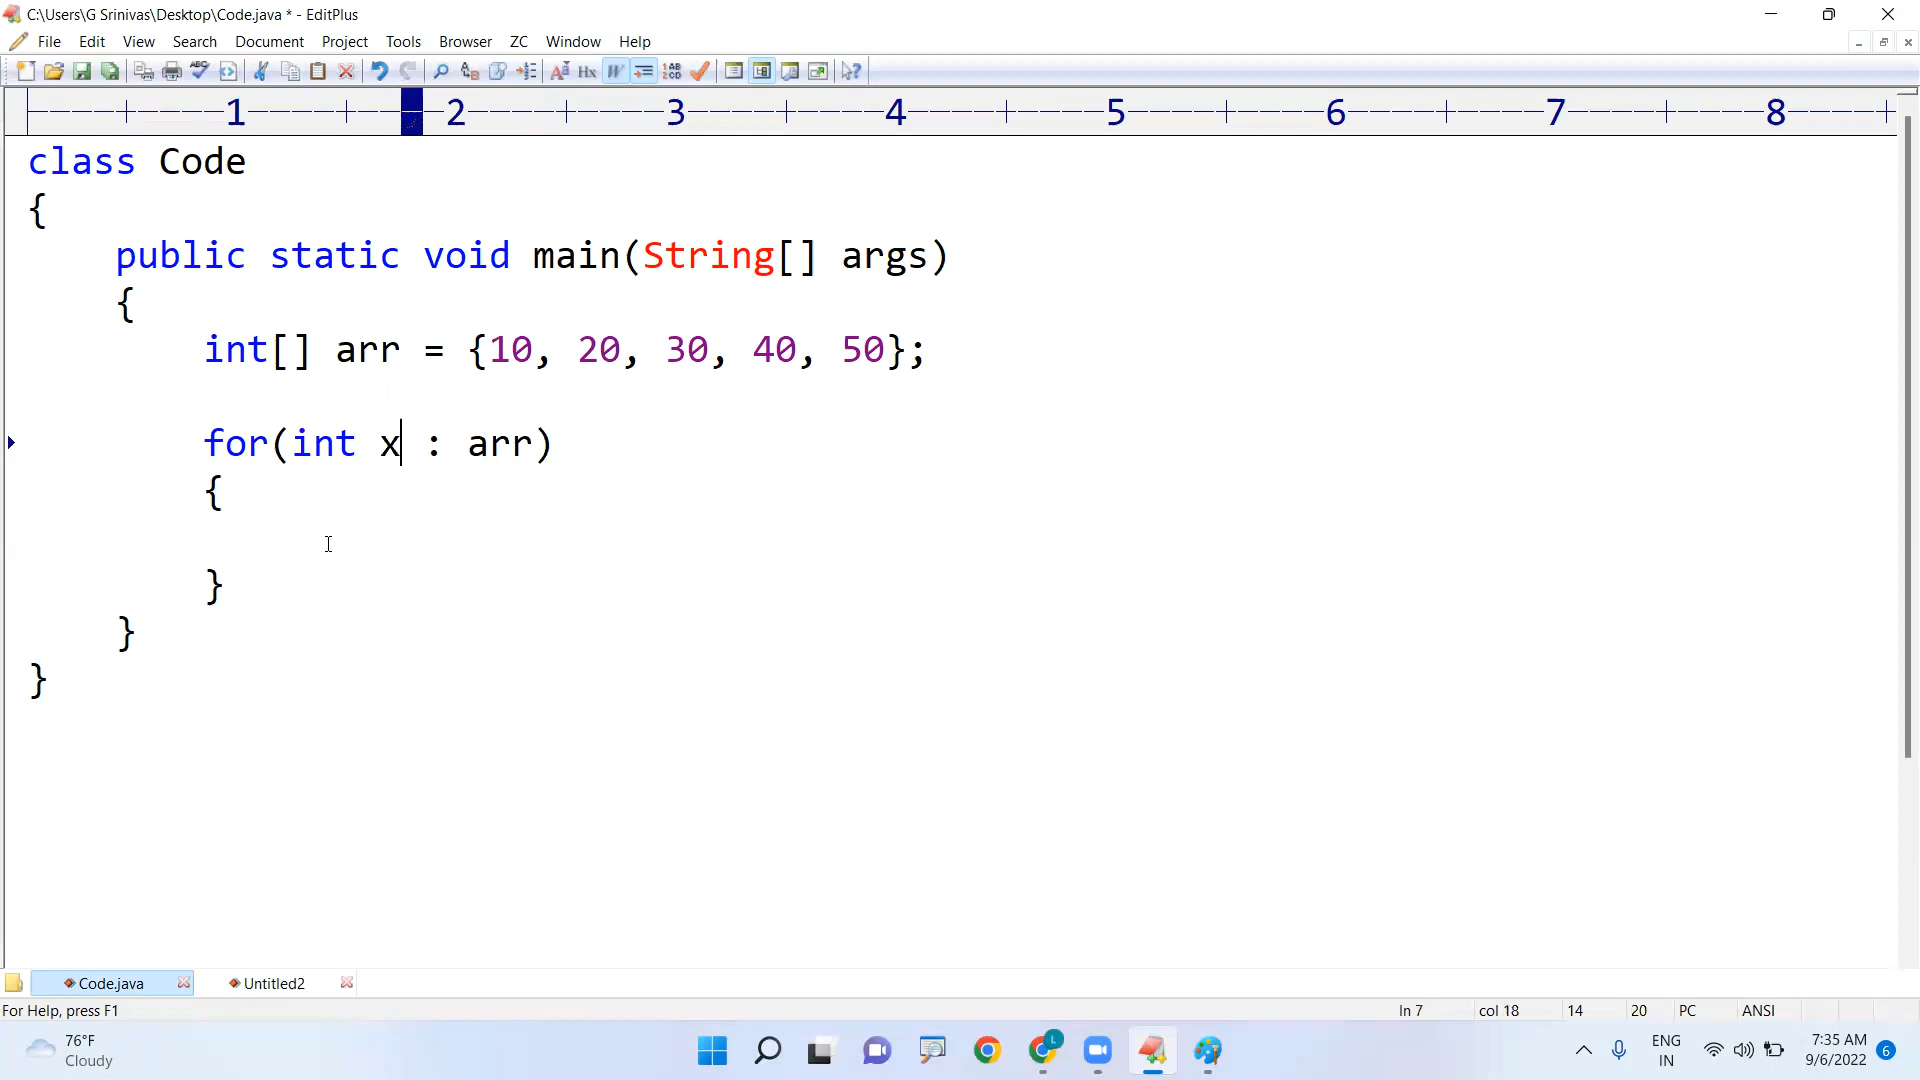 C:\Users\G Srinivas\Desktop\Code.java * - EditPlus
File Edit View Search Document Project Tools Browser ZC Window Help
1 2 3 4 5 6 7 8
class Code
{
public static void main(String[] args)
{
int[] arr = {10, 20, 30, 40, 50};
for(int x : arr)
{
}
}
}
Code.java Untitled2
For Help, press F1 ln 7 col 18 14 20 PC ANSI
76°F
Cloudy
ENG
IN
7:35 AM
9/6/2022
6